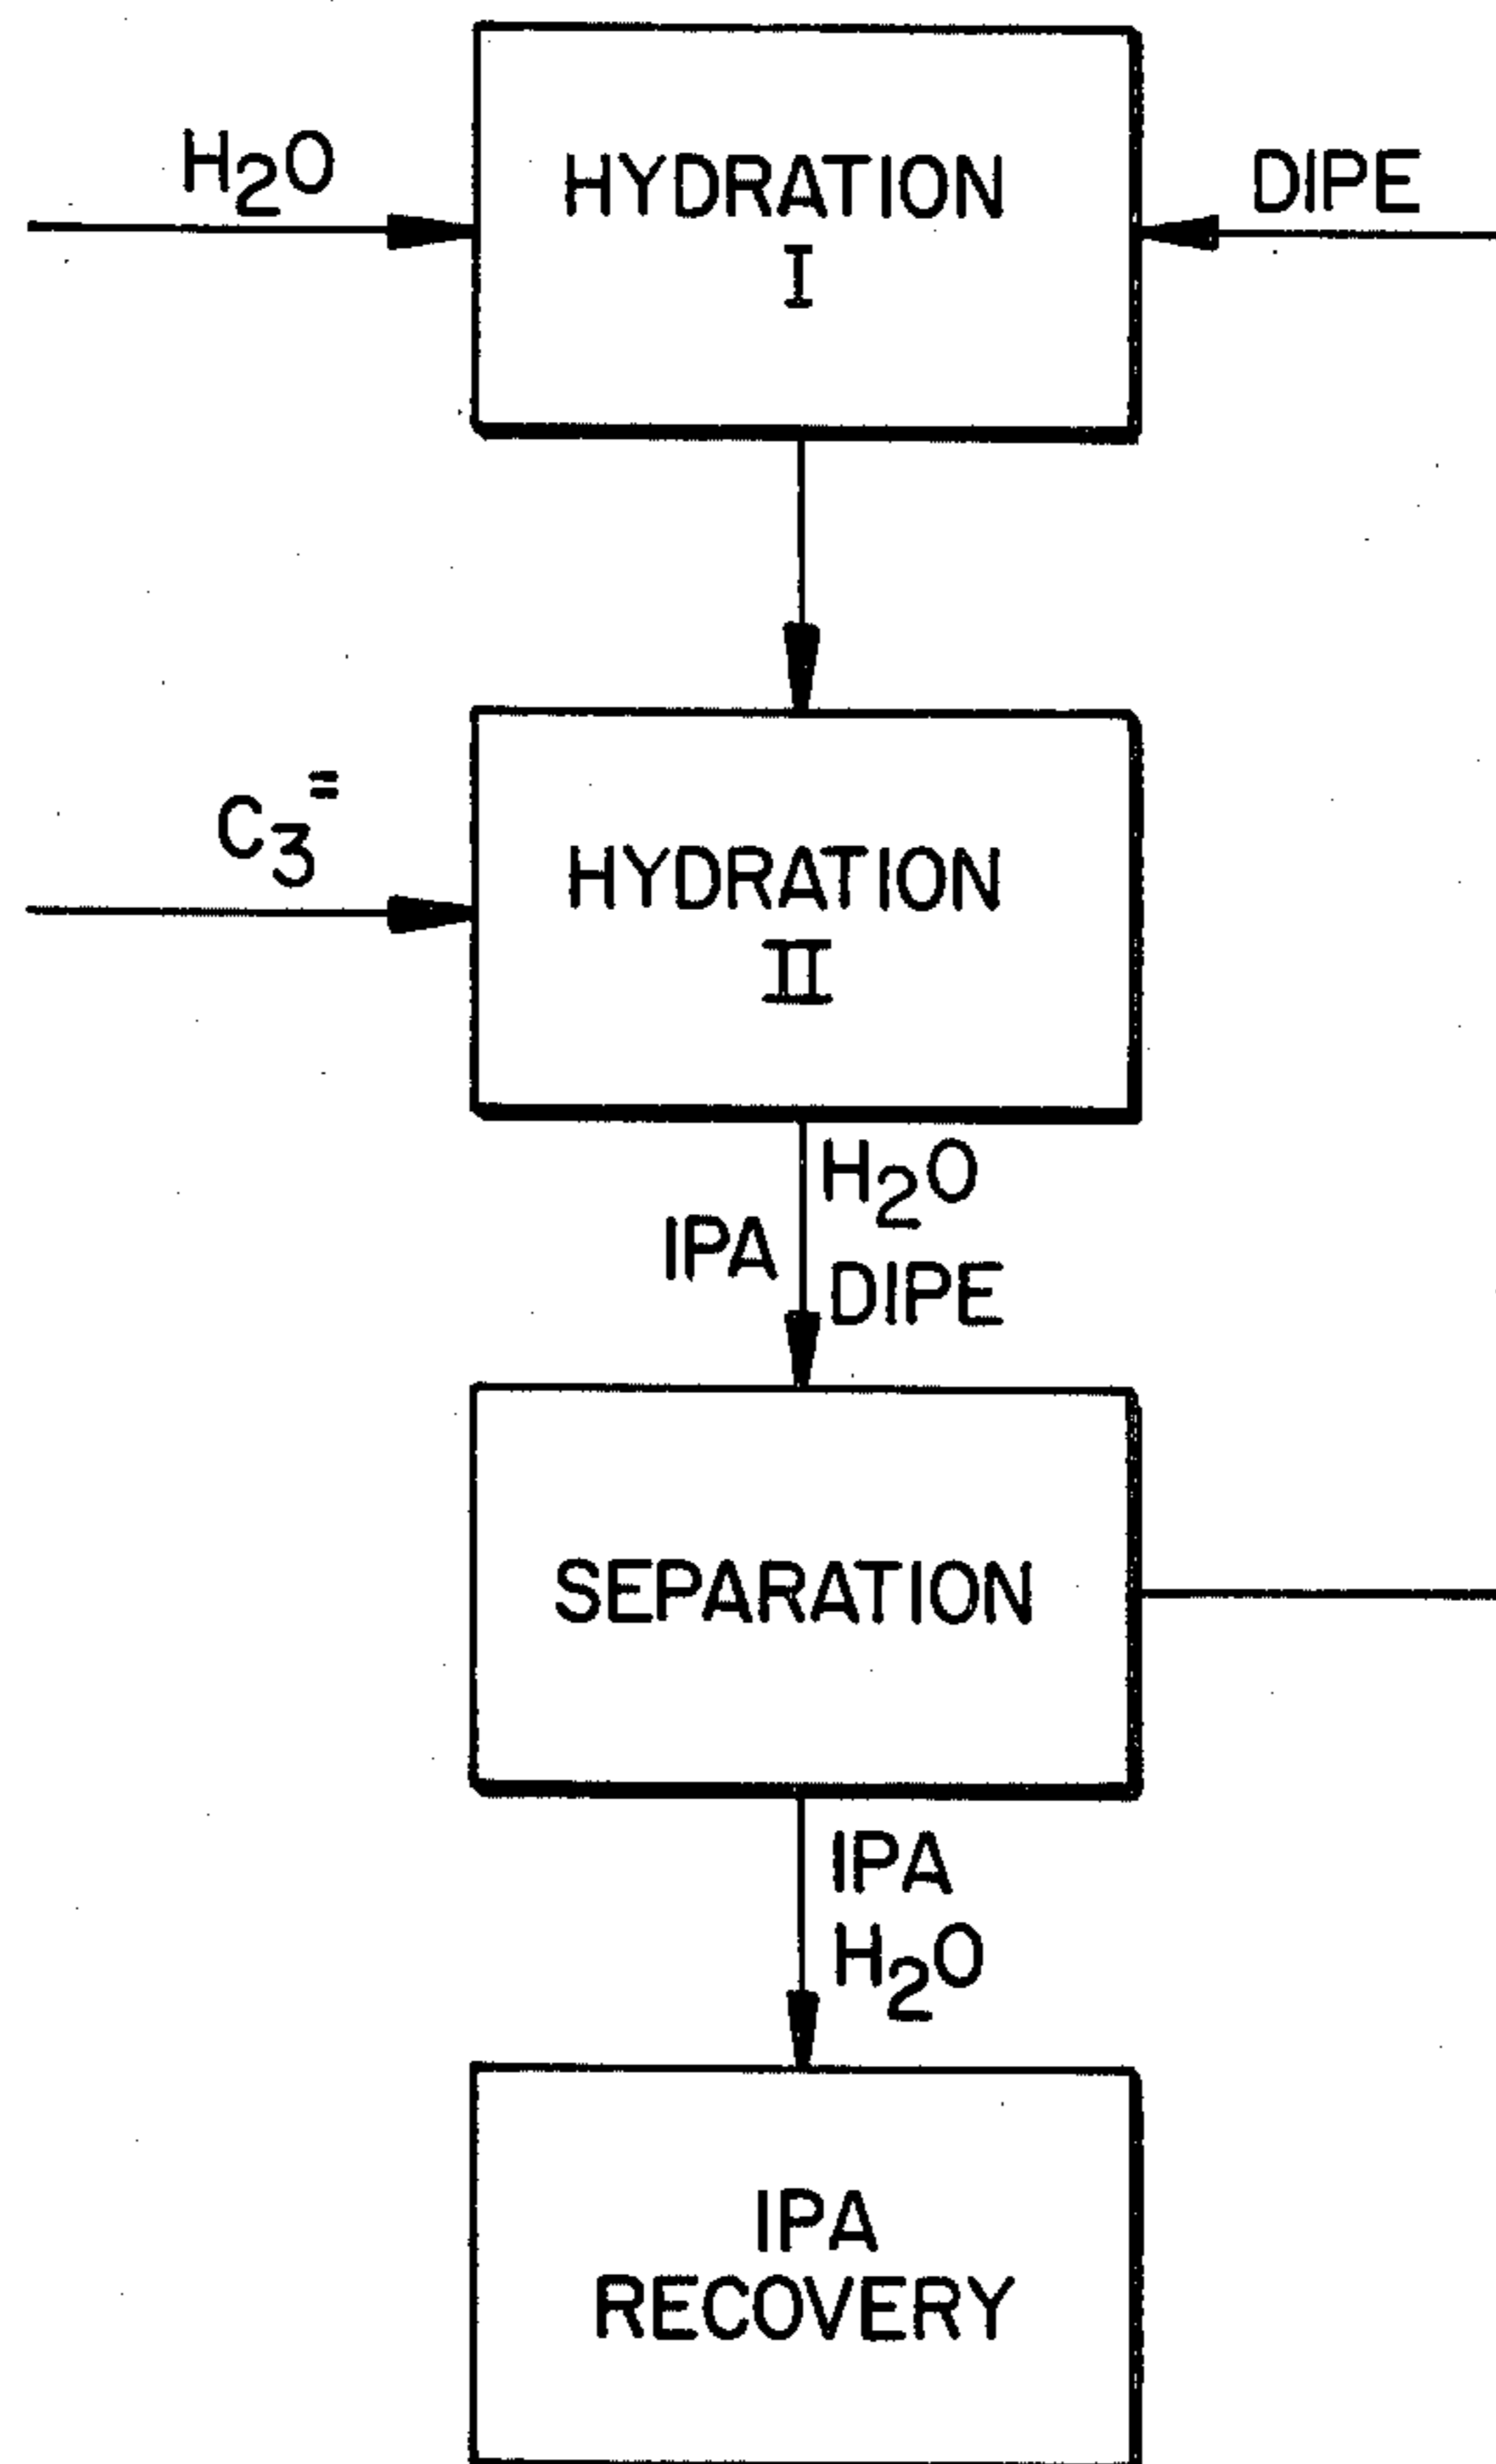 H₂O
HYDRATION
I
DIPE
C₃⁼
HYDRATION
II
H₂O
IPA
DIPE
SEPARATION
IPA
H₂O
IPA
RECOVERY